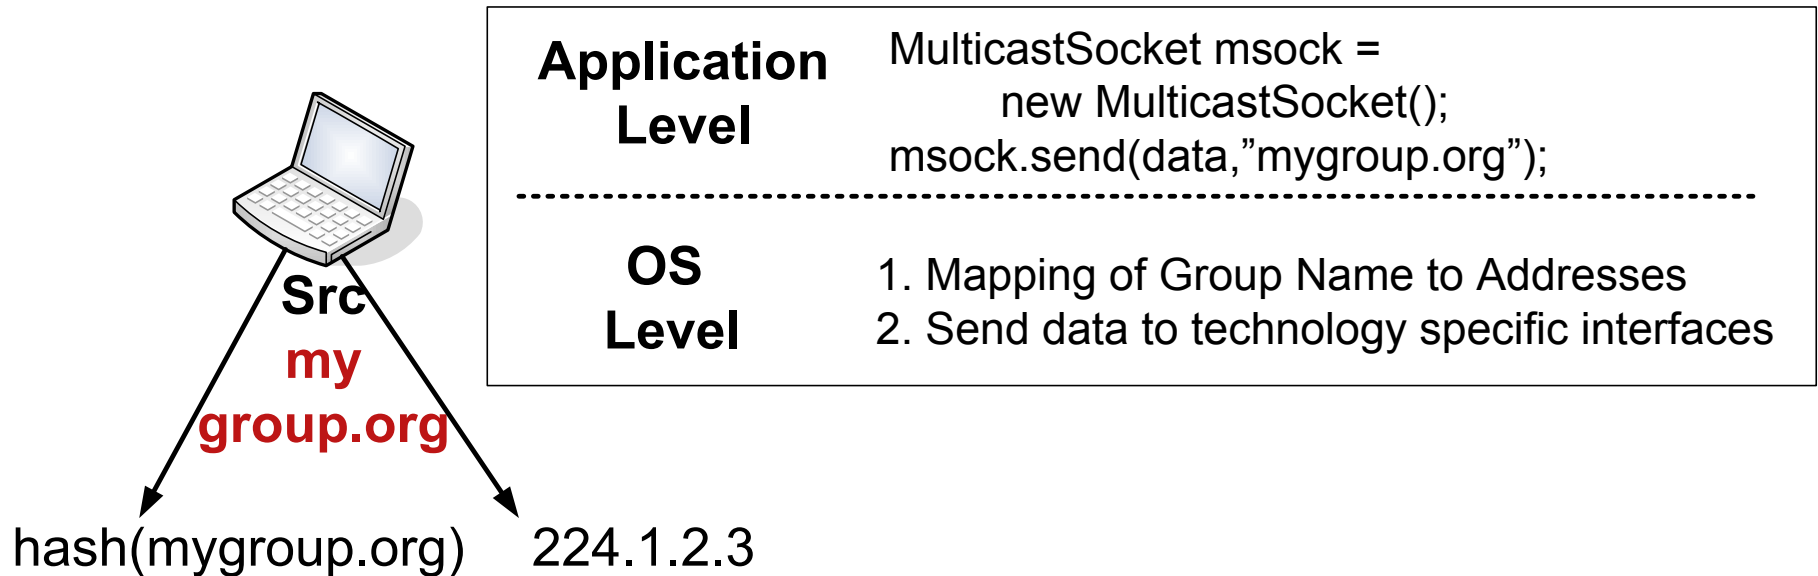 Application
Level
MulticastSocket msock =
new MulticastSocket();
msock.send(data,”mygroup.org”);
OS
Level
1. Mapping of Group Name to Addresses
2. Send data to technology specific interfaces
Src
my
group.org
hash(mygroup.org)
224.1.2.3